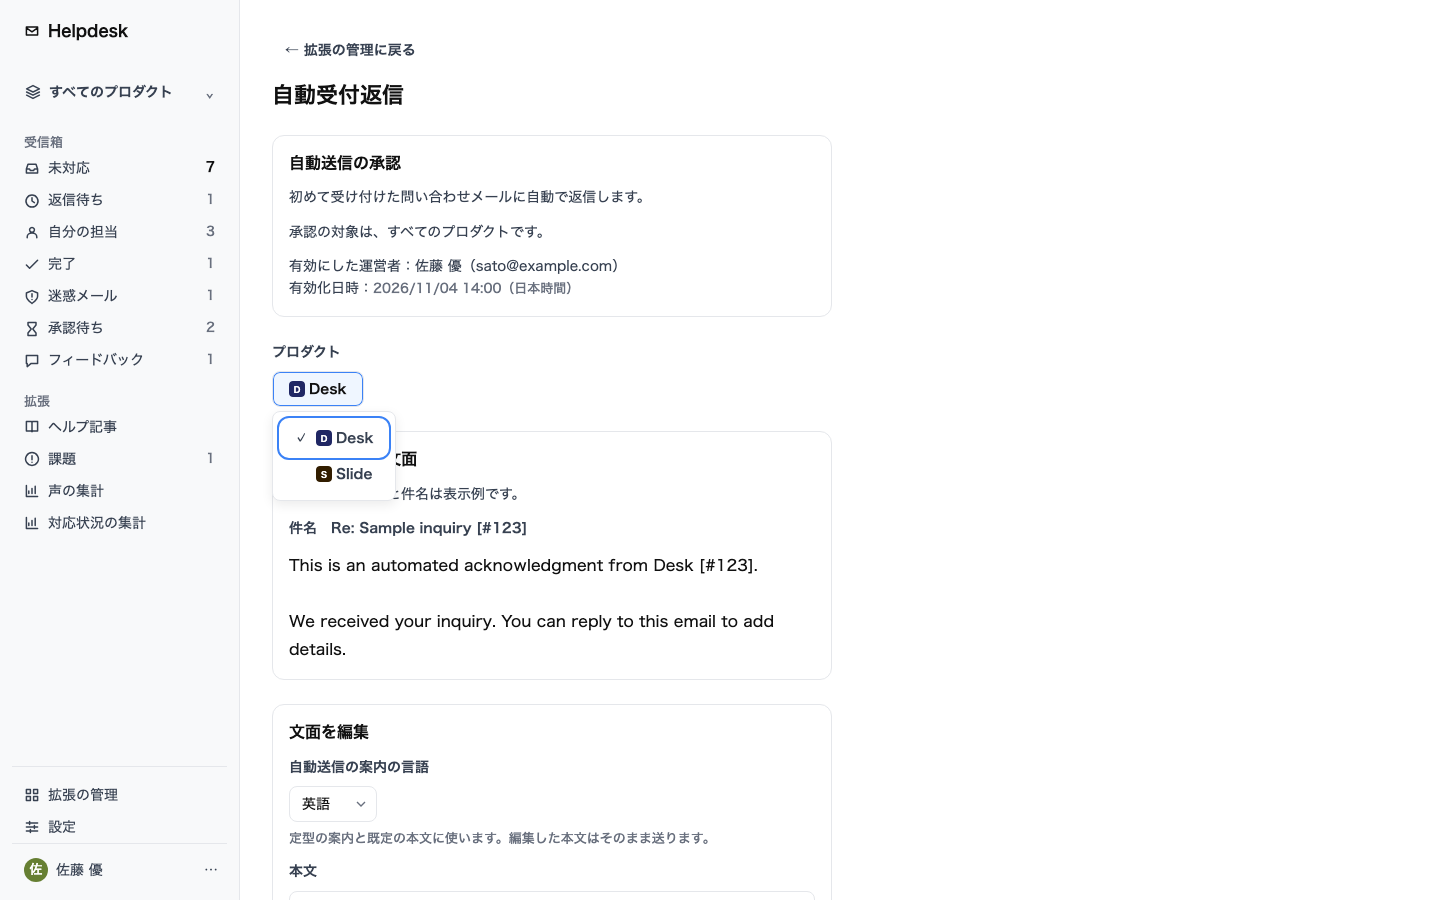 Helpdesk
すべてのプロダクト
受信箱
未対応 7
返信待ち 1
自分の担当 3
完了 1
迷惑メール 1
承認待ち 2
フィードバック 1
拡張
ヘルプ記事
課題 1
声の集計
対応状況の集計
拡張の管理
設定
佐 佐藤 優 …
← 拡張の管理に戻る
自動受付返信
自動送信の承認
初めて受け付けた問い合わせメールに自動で返信します。
承認の対象は、すべてのプロダクトです。
有効にした運営者：佐藤 優（sato@example.com）
有効化日時：2026/11/04 14:00（日本時間）
プロダクト
D Desk
✓ D Desk
S Slide
文面
と件名は表示例です。
件名 Re: Sample inquiry [#123]
This is an automated acknowledgment from Desk [#123].
We received your inquiry. You can reply to this email to add
details.
文面を編集
自動送信の案内の言語
英語
定型の案内と既定の本文に使います。編集した本文はそのまま送ります。
本文